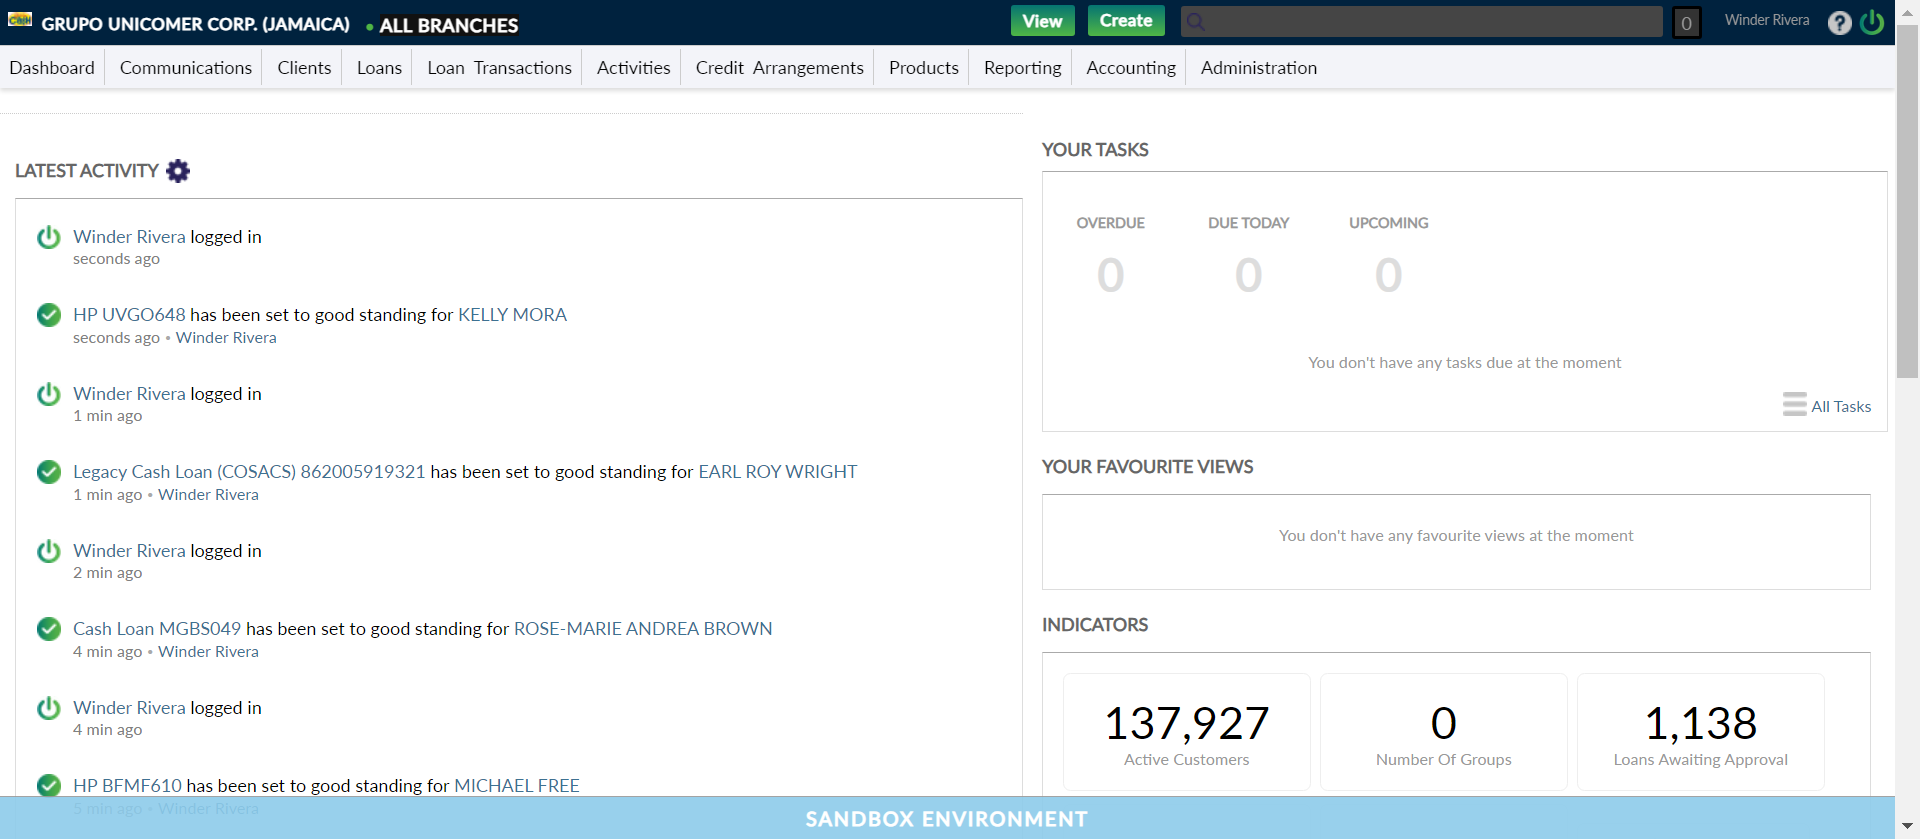 Cash GRUPO UNICOMER CORP. (JAMAICA) • ALL BRANCHES View Create 0 Winder Rivera ?
Dashboard Communications Clients Loans Loan Transactions Activities Credit Arrangements Products Reporting Accounting Administration
LATEST ACTIVITY
Winder Rivera logged in
seconds ago
HP UVGO648 has been set to good standing for KELLY MORA
seconds ago • Winder Rivera
Winder Rivera logged in
1 min ago
Legacy Cash Loan (COSACS) 862005919321 has been set to good standing for EARL ROY WRIGHT
1 min ago • Winder Rivera
Winder Rivera logged in
2 min ago
Cash Loan MGBS049 has been set to good standing for ROSE-MARIE ANDREA BROWN
4 min ago • Winder Rivera
Winder Rivera logged in
4 min ago
HP BFMF610 has been set to good standing for MICHAEL FREE
5 min ago • Winder Rivera
YOUR TASKS
OVERDUE DUE TODAY UPCOMING
0 0 0
You don't have any tasks due at the moment
All Tasks
YOUR FAVOURITE VIEWS
You don't have any favourite views at the moment
INDICATORS
137,927 0 1,138
Active Customers Number Of Groups Loans Awaiting Approval
SANDBOX ENVIRONMENT